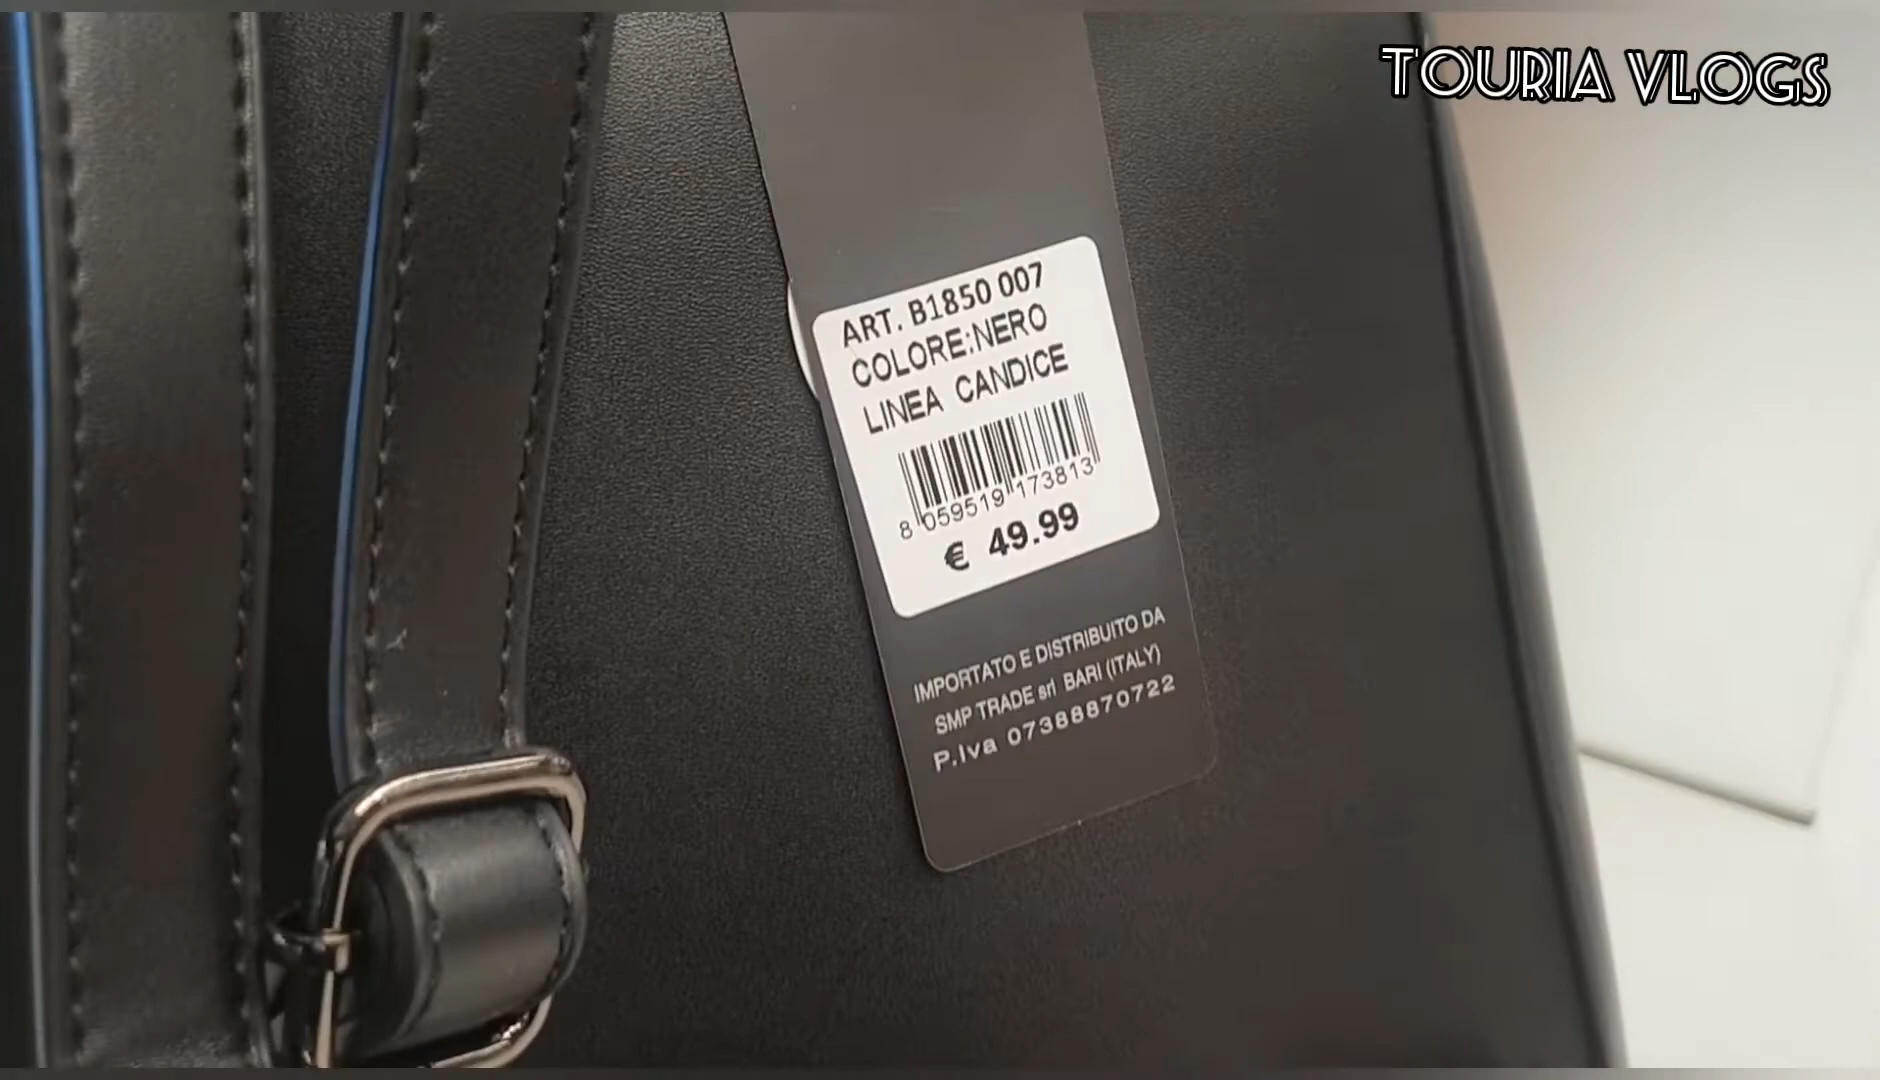 TOURIA VLOGS
ART. B1850 007
COLORE:NERO
LINEA CANDICE
8 059519 173813
€ 49.99
IMPORTATO E DISTRIBUITO DA
SMP TRADE srl BARI (ITALY)
P.Iva 07388870722